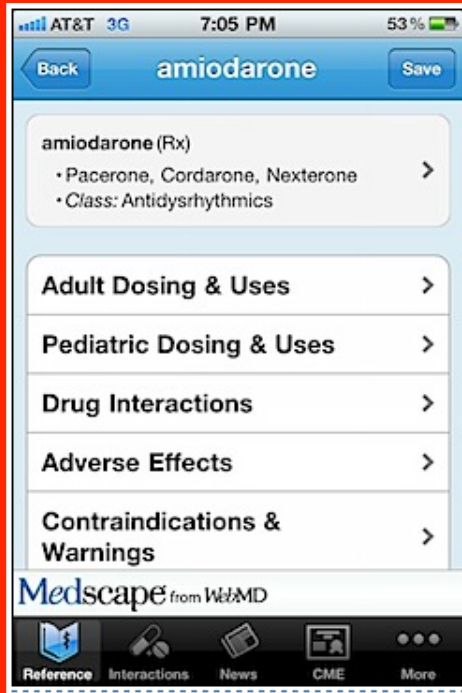 AT&T 3G 7:05 PM 53%
Back amiodarone Save
amiodarone (Rx)
• Pacerone, Cordarone, Nexterone
• Class: Antidysrhythmics
Adult Dosing & Uses
Pediatric Dosing & Uses
Drug Interactions
Adverse Effects
Contraindications &
Warnings
Medscape from WebMD
Reference Interactions News CME More